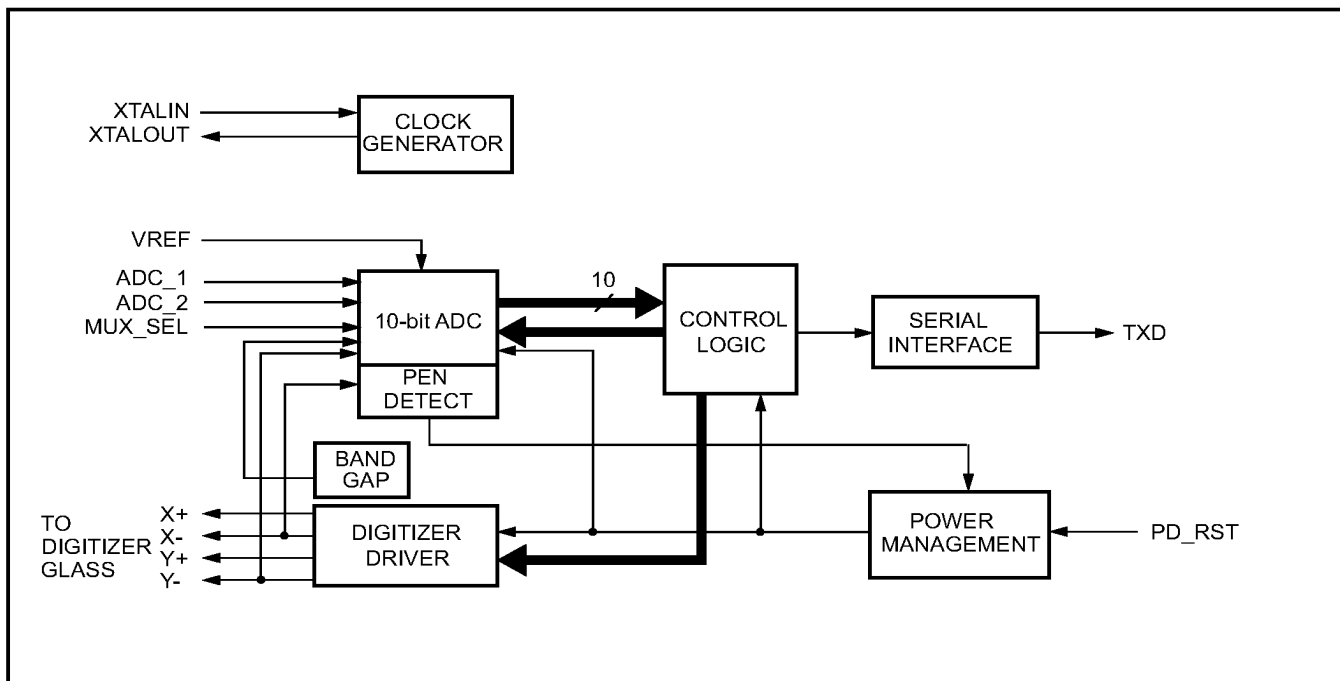 XTALIN
XTALOUT
CLOCK
GENERATOR
VREF
ADC_1
ADC_2
MUX_SEL
10-bit ADC
10
CONTROL
LOGIC
SERIAL
INTERFACE
TXD
PEN
DETECT
BAND
GAP
TO
DIGITIZER
GLASS
X+
X-
Y+
Y-
DIGITIZER
DRIVER
POWER
MANAGEMENT
PD_RST